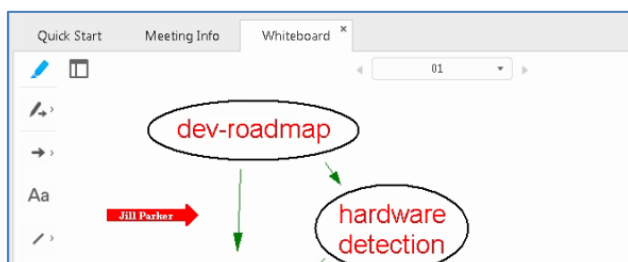 Quick Start Meeting Info Whiteboard ×
01
dev-roadmap
Aa
Jill Parker
hardware
detection